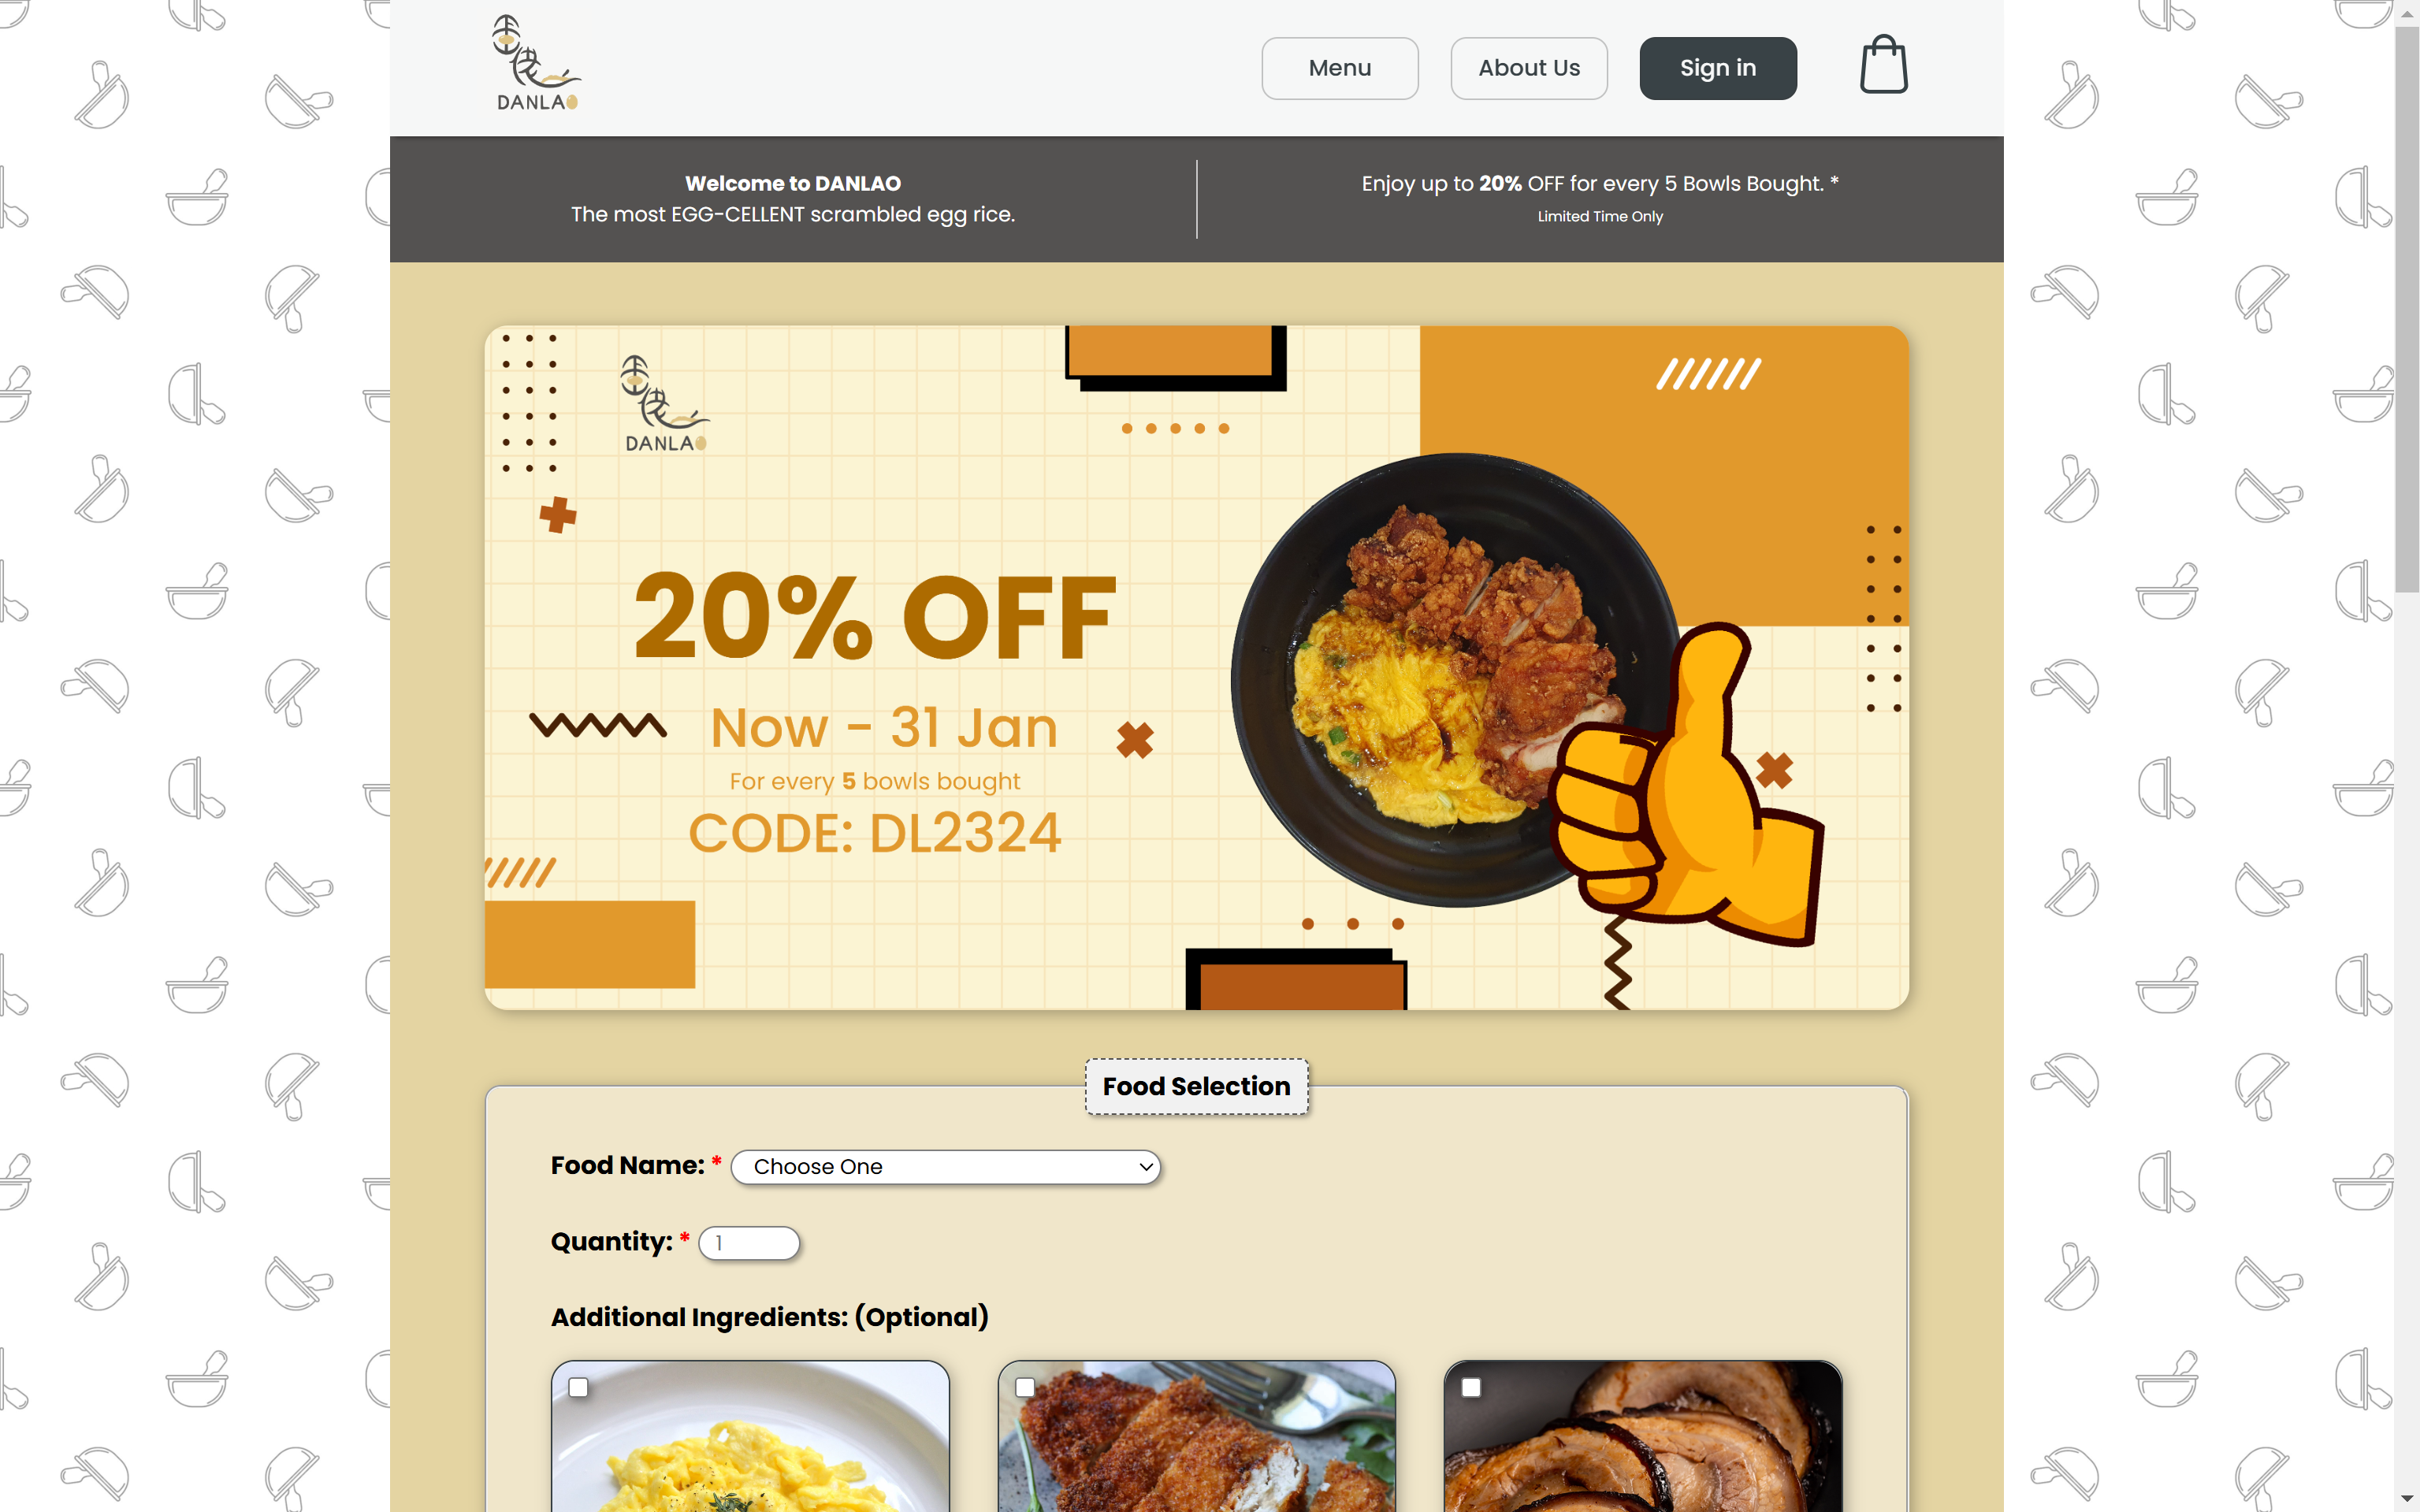 DANLAO
Menu
About Us
Sign in
Welcome to DANLAO
The most EGG-CELLENT scrambled egg rice.
Enjoy up to 20% OFF for every 5 Bowls Bought. *
Limited Time Only
DANLAO
20% OFF
Now - 31 Jan
For every 5 bowls bought
CODE: DL2324
Food Selection
Food Name: * Choose One
Quantity: * 1
Additional Ingredients: (Optional)